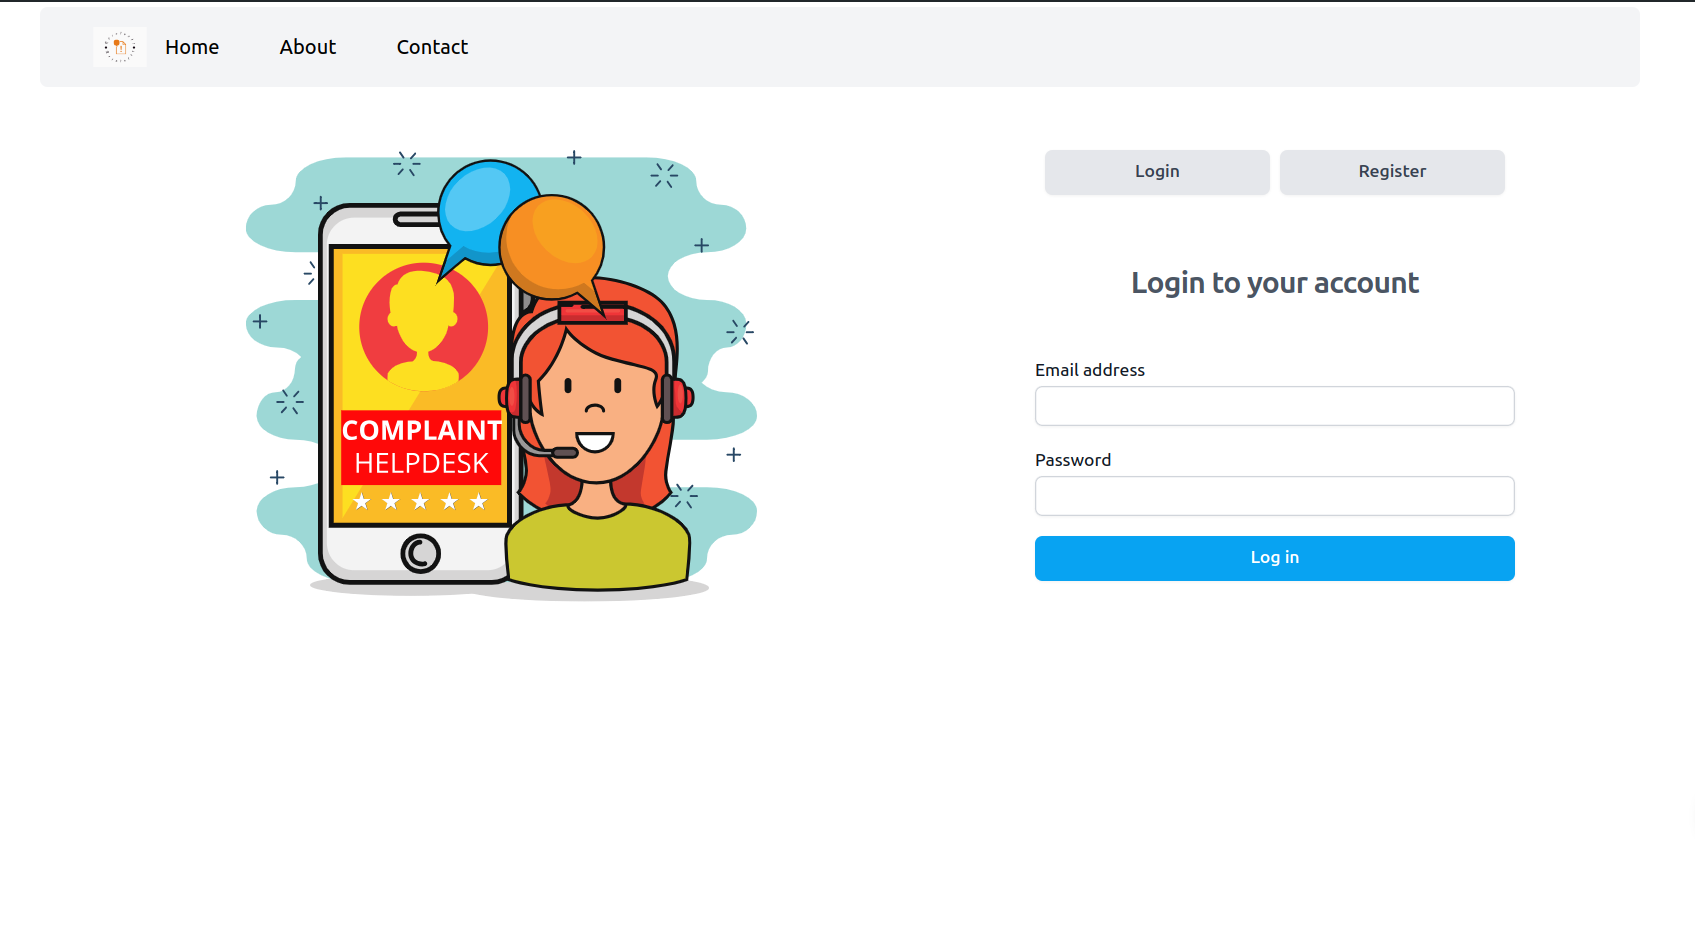 Home About Contact
COMPLAINT
HELPDESK
Login Register
Login to your account
Email address
Password
Log in